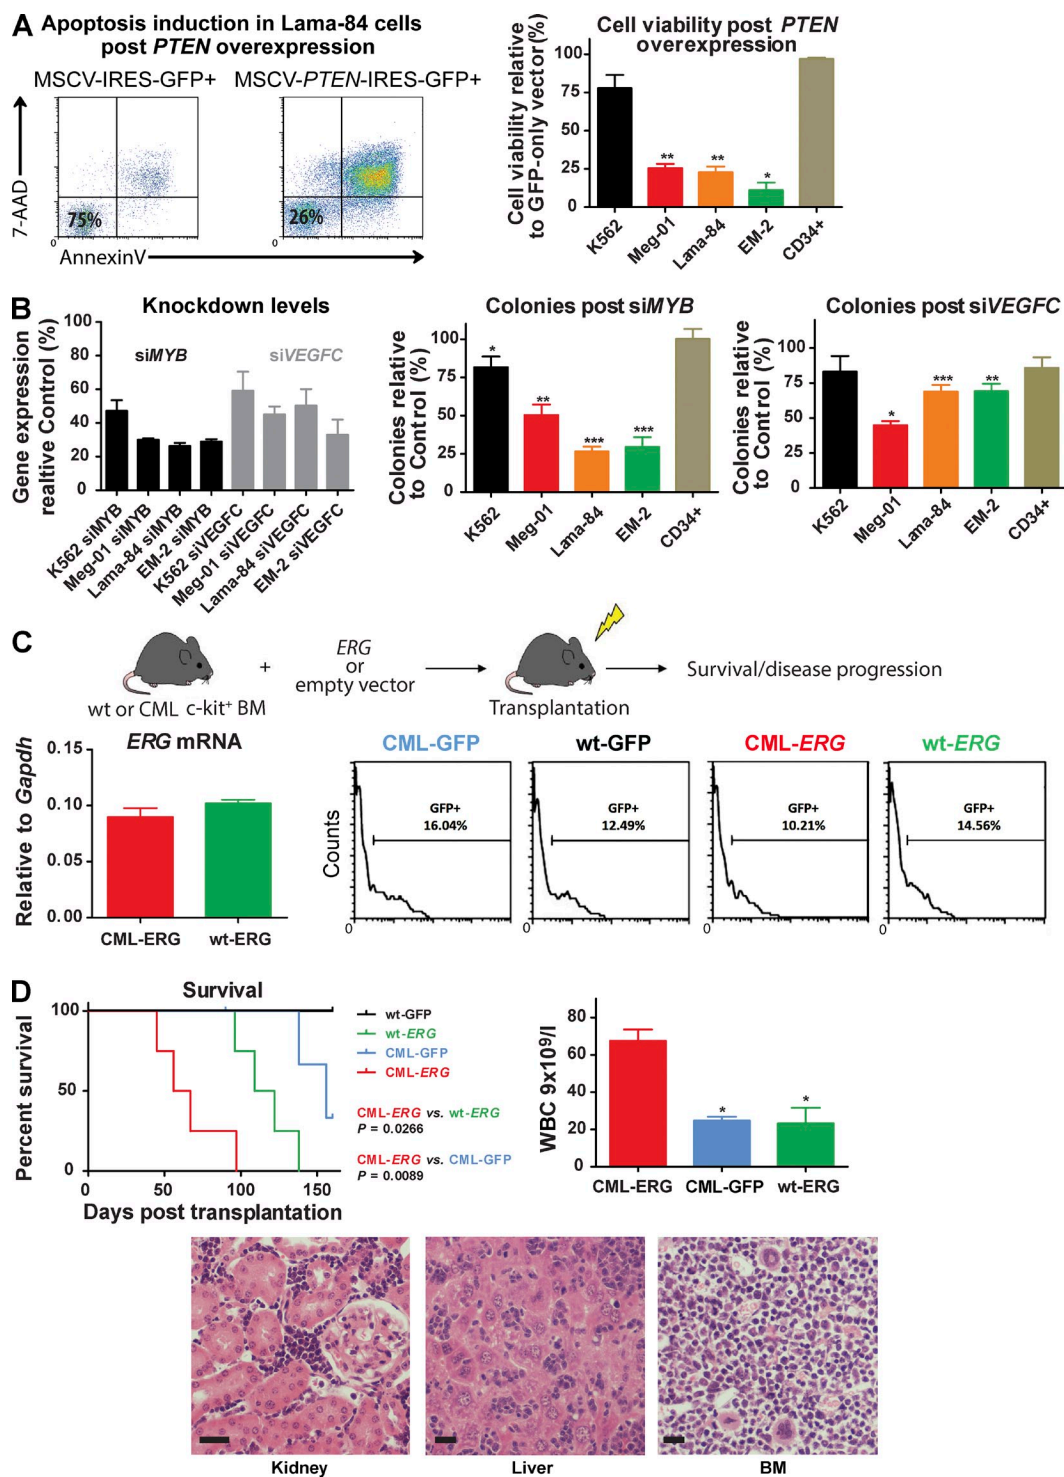 A
Apoptosis induction in Lama-84 cells
post PTEN overexpression
MSCV-IRES-GFP+
MSCV-PTEN-IRES-GFP+
7-AAD
75%
26%
0
0
AnnexinV
Cell viability post PTEN
overexpression
Cell viability relative
to GFP-only vector (%)
100
75
50
25
0
**
**
*
K562
Meg-01
Lama-84
EM-2
CD34+
B
Knockdown levels
Gene expression
realtive Control (%)
100
80
60
40
20
0
siMYB
siVEGFC
K562 siMYB
Meg-01 siMYB
Lama-84 siMYB
EM-2 siMYB
K562 siVEGFC
Meg-01 siVEGFC
Lama-84 siVEGFC
EM-2 siVEGFC
Colonies post siMYB
Colonies relative
to Control (%)
100
75
50
25
0
*
**
***
***
K562
Meg-01
Lama-84
EM-2
CD34+
Colonies post siVEGFC
Colonies relative
to Control (%)
100
75
50
25
0
*
***
**
K562
Meg-01
Lama-84
EM-2
CD34+
C
wt or CML c-kit+ BM
+
ERG
or
empty vector
Transplantation
Survival/disease progression
ERG mRNA
Relative to Gapdh
0.15
0.10
0.05
0.00
CML-ERG
wt-ERG
Counts
CML-GFP
GFP+
16.04%
0
wt-GFP
GFP+
12.49%
0
CML-ERG
GFP+
10.21%
0
wt-ERG
GFP+
14.56%
0
D
Survival
Percent survival
100
50
0
0
50
100
150
Days post transplantation
wt-GFP
wt-ERG
CML-GFP
CML-ERG
CML-ERG vs. wt-ERG
P = 0.0266
CML-ERG vs. CML-GFP
P = 0.0089
WBC 9x10⁹/l
80
60
40
20
0
*
*
CML-ERG
CML-GFP
wt-ERG
Kidney
Liver
BM